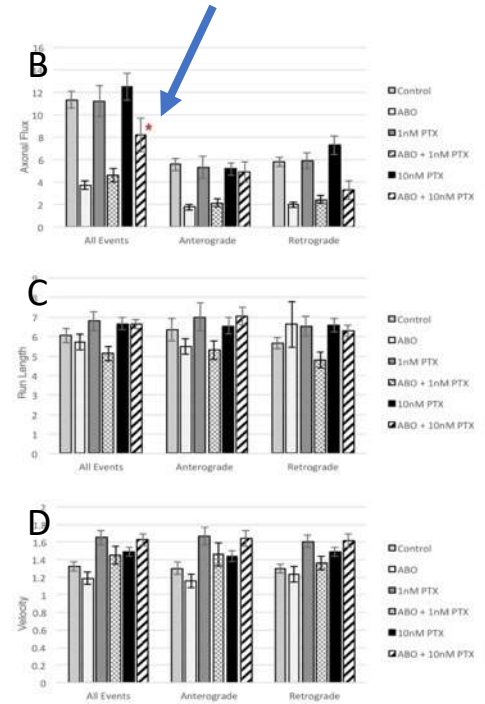 B
16
14
12
10
8
6
4
2
0
Axonal Flux
*
All Events Anterograde Retrograde
Control
ABO
1nM PTX
ABO + 1nM PTX
10nM PTX
ABO + 10nM PTX
C
9
7
6
5
4
3
2
1
0
Run Length
All Events Anterograde Retrograde
Control
ABO
1nM PTX
ABO + 1nM PTX
10nM PTX
ABO + 10nM PTX
D
2
1.6
1.4
1.2
1
0.8
0.6
0.4
0.2
0
Velocity
All Events Anterograde Retrograde
Control
ABO
1nM PTX
ABO + 1nM PTX
10nM PTX
ABO + 10nM PTX